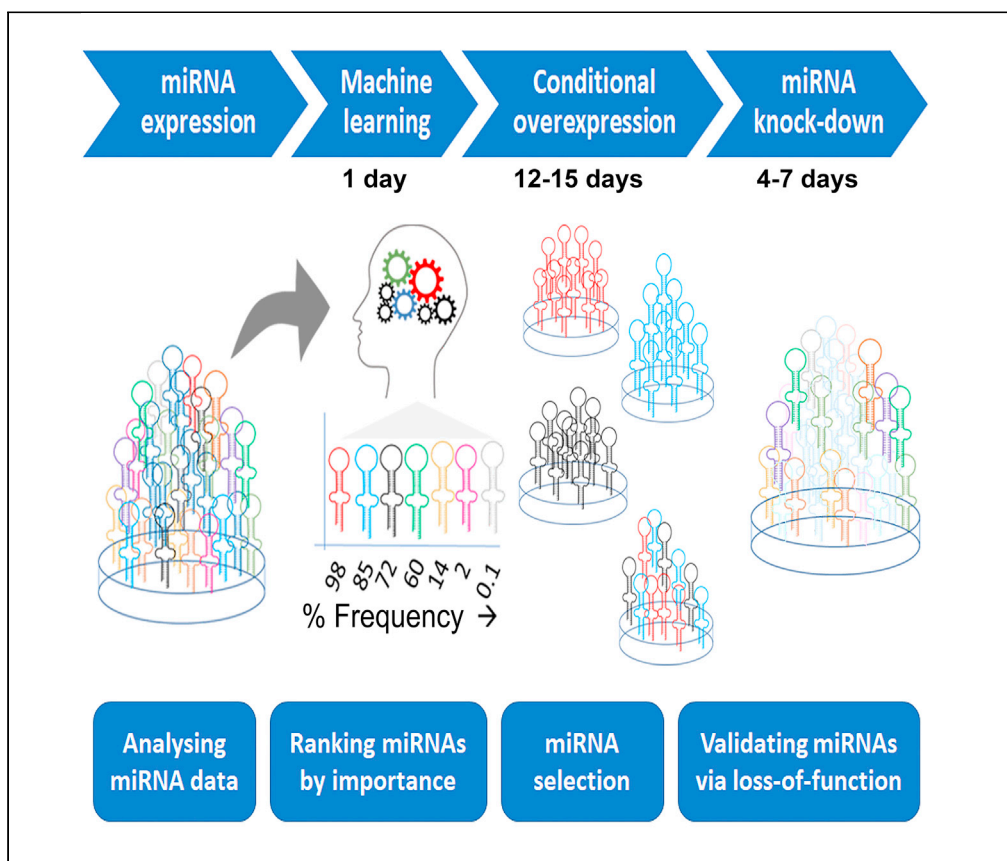 miRNA
expression
Machine
learning
Conditional
overexpression
miRNA
knock-down
1 day
12-15 days
4-7 days
98
85
72
60
14
2
0.1
% Frequency →
Analysing
miRNA data
Ranking miRNAs
by importance
miRNA
selection
Validating miRNAs
via loss-of-function